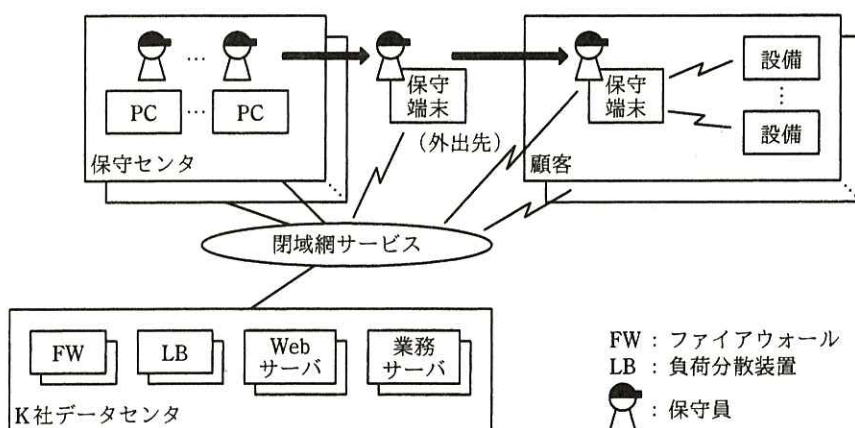 保守
端末
(外出先)
PC … PC
保守センタ
保守
端末
設備
設備
顧客
閉域網サービス
FW
LB
Web
サーバ
業務
サーバ
K社データセンタ
FW : ファイアウォール
LB : 負荷分散装置
: 保守員